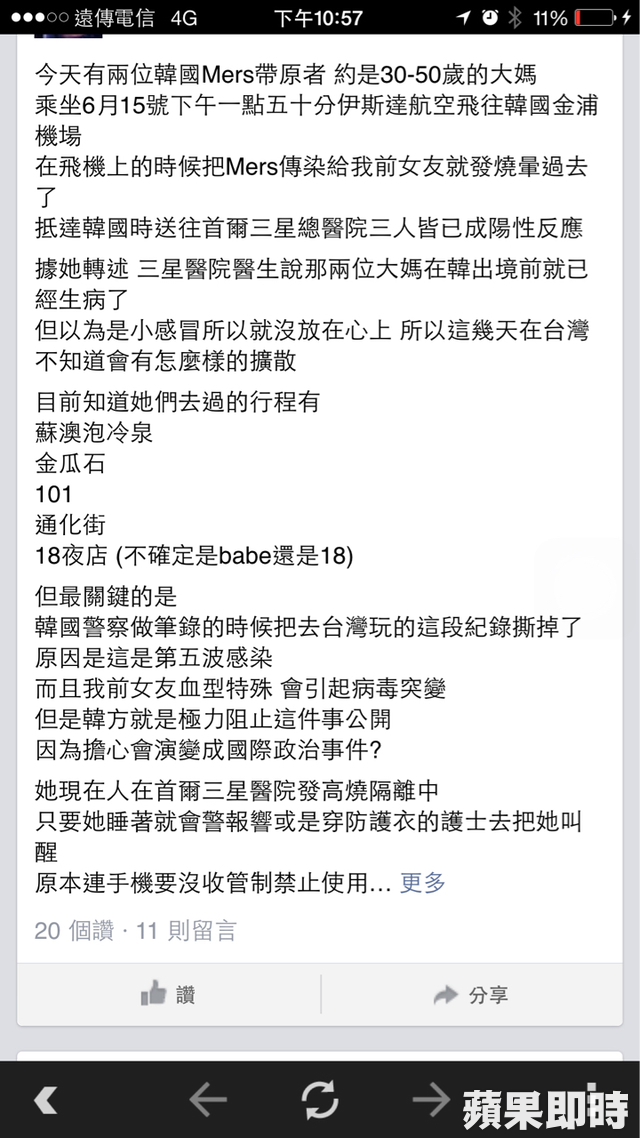 遠傳電信 4G 下午10:57 11%
今天有兩位韓國Mers帶原者 約是30-50歲的大媽
乘坐6月15號下午一點五十分伊斯達航空飛往韓國金浦
機場
在飛機上的時候把Mers傳染給我前女友就發燒暈過去
了
抵達韓國時送往首爾三星總醫院三人皆已成陽性反應
據她轉述 三星醫院醫生說那兩位大媽在韓出境前就已
經生病了
但以為是小感冒所以就沒放在心上 所以這幾天在台灣
不知道會有怎麼樣的擴散
目前知道她們去過的行程有
蘇澳泡冷泉
金瓜石
101
通化街
18夜店 (不確定是babe還是18)
但最關鍵的是
韓國警察做筆錄的時候把去台灣玩的這段紀錄撕掉了
原因是這是第五波感染
而且我前女友血型特殊 會引起病毒突變
但是韓方就是極力阻止這件事公開
因為擔心會演變成國際政治事件?
她現在人在首爾三星醫院發高燒隔離中
只要她睡著就會警報響或是穿防護衣的護士去把她叫
醒
原本連手機要沒收管制禁止使用... 更多
20 個讚 · 11 則留言
讚 分享
蘋果即時